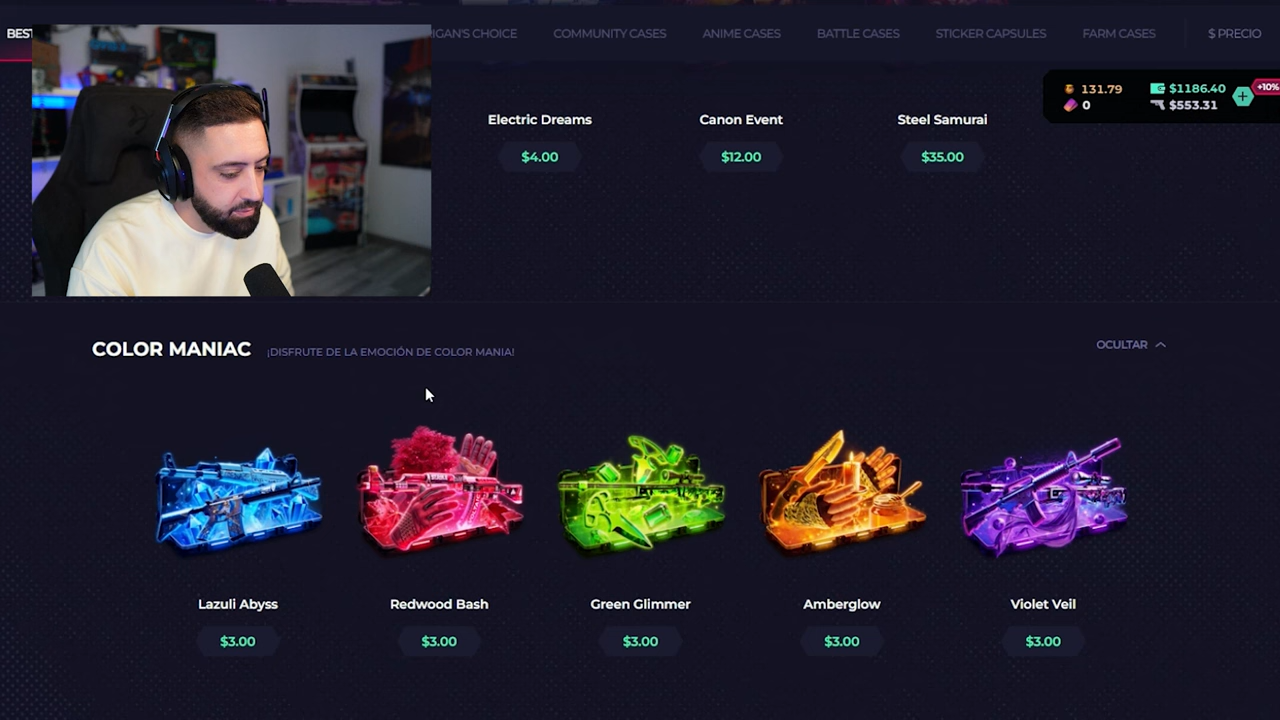 BEST
IGAN'S CHOICE COMMUNITY CASES ANIME CASES BATTLE CASES STICKER CAPSULES FARM CASES $ PRECIO
131.79 $1186.40 +10%
0 $553.31
Electric Dreams Canon Event Steel Samurai
$4.00 $12.00 $35.00
COLOR MANIAC ¡DISFRUTE DE LA EMOCIÓN DE COLOR MANIA! OCULTAR
Lazuli Abyss Redwood Bash Green Glimmer Amberglow Violet Veil
$3.00 $3.00 $3.00 $3.00 $3.00